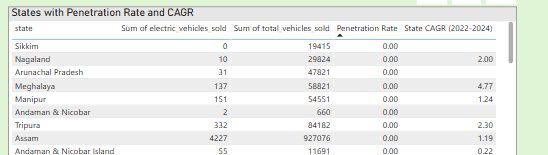 States with Penetration Rate and CAGR
state Sum of electric_vehicles_sold Sum of total_vehicles_sold Penetration Rate State CAGR (2022-2024)
Sikkim 0 19415 0.00
Nagaland 10 29824 0.00 2.00
Arunachal Pradesh 31 47821 0.00
Meghalaya 137 58821 0.00 4.77
Manipur 151 54551 0.00 1.24
Andaman & Nicobar 2 660 0.00
Tripura 332 84182 0.00 2.30
Assam 4227 927076 0.00 1.19
Andaman & Nicobar Island 55 11691 0.00 0.22